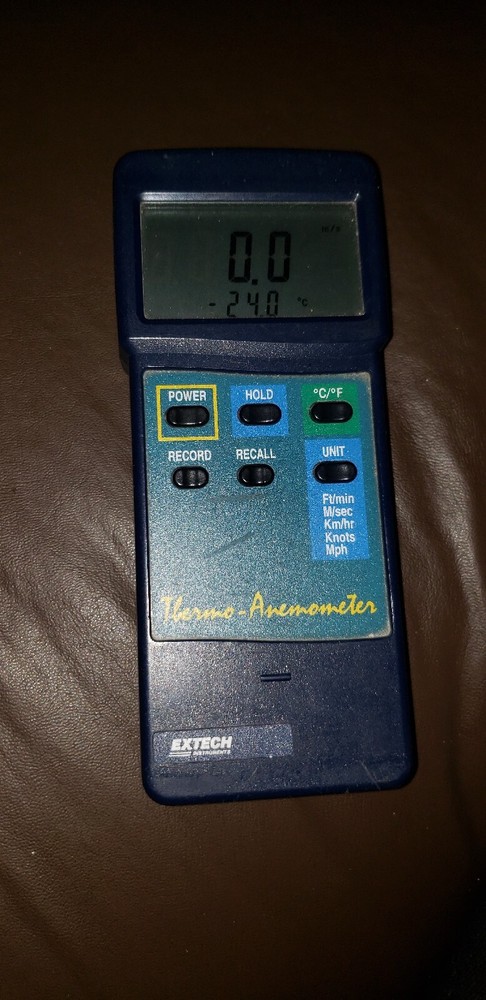 m/s
0.0
-24.0 °C
POWER HOLD °C/°F
RECORD RECALL UNIT
Ft/min
M/sec
Km/hr
Knots
Mph
Thermo-Anemometer
EXTECH
INSTRUMENTS